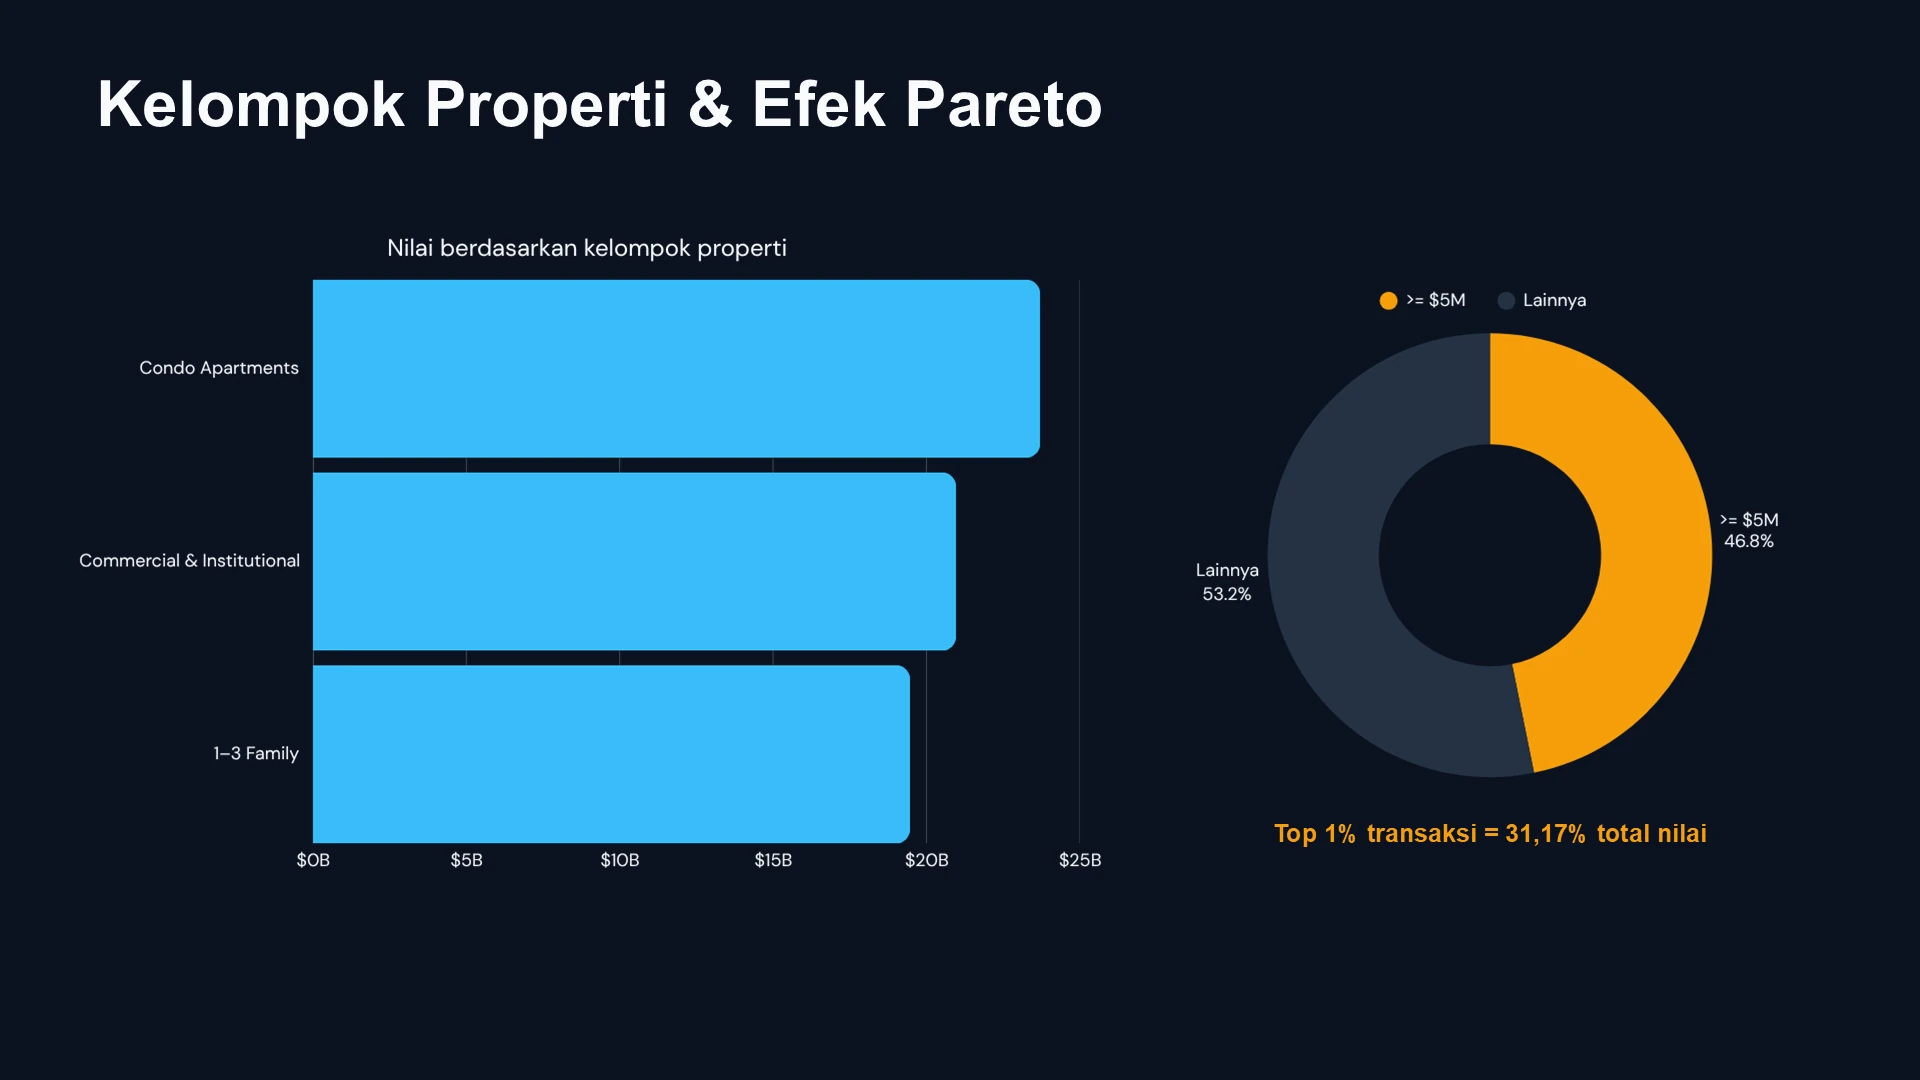 Kelompok Properti & Efek Pareto
Nilai berdasarkan kelompok properti
Condo Apartments
Commercial & Institutional
1–3 Family
$0B
$5B
$10B
$15B
$20B
$25B
>= $5M
Lainnya
>= $5M
46.8%
Lainnya
53.2%
Top 1% transaksi = 31,17% total nilai